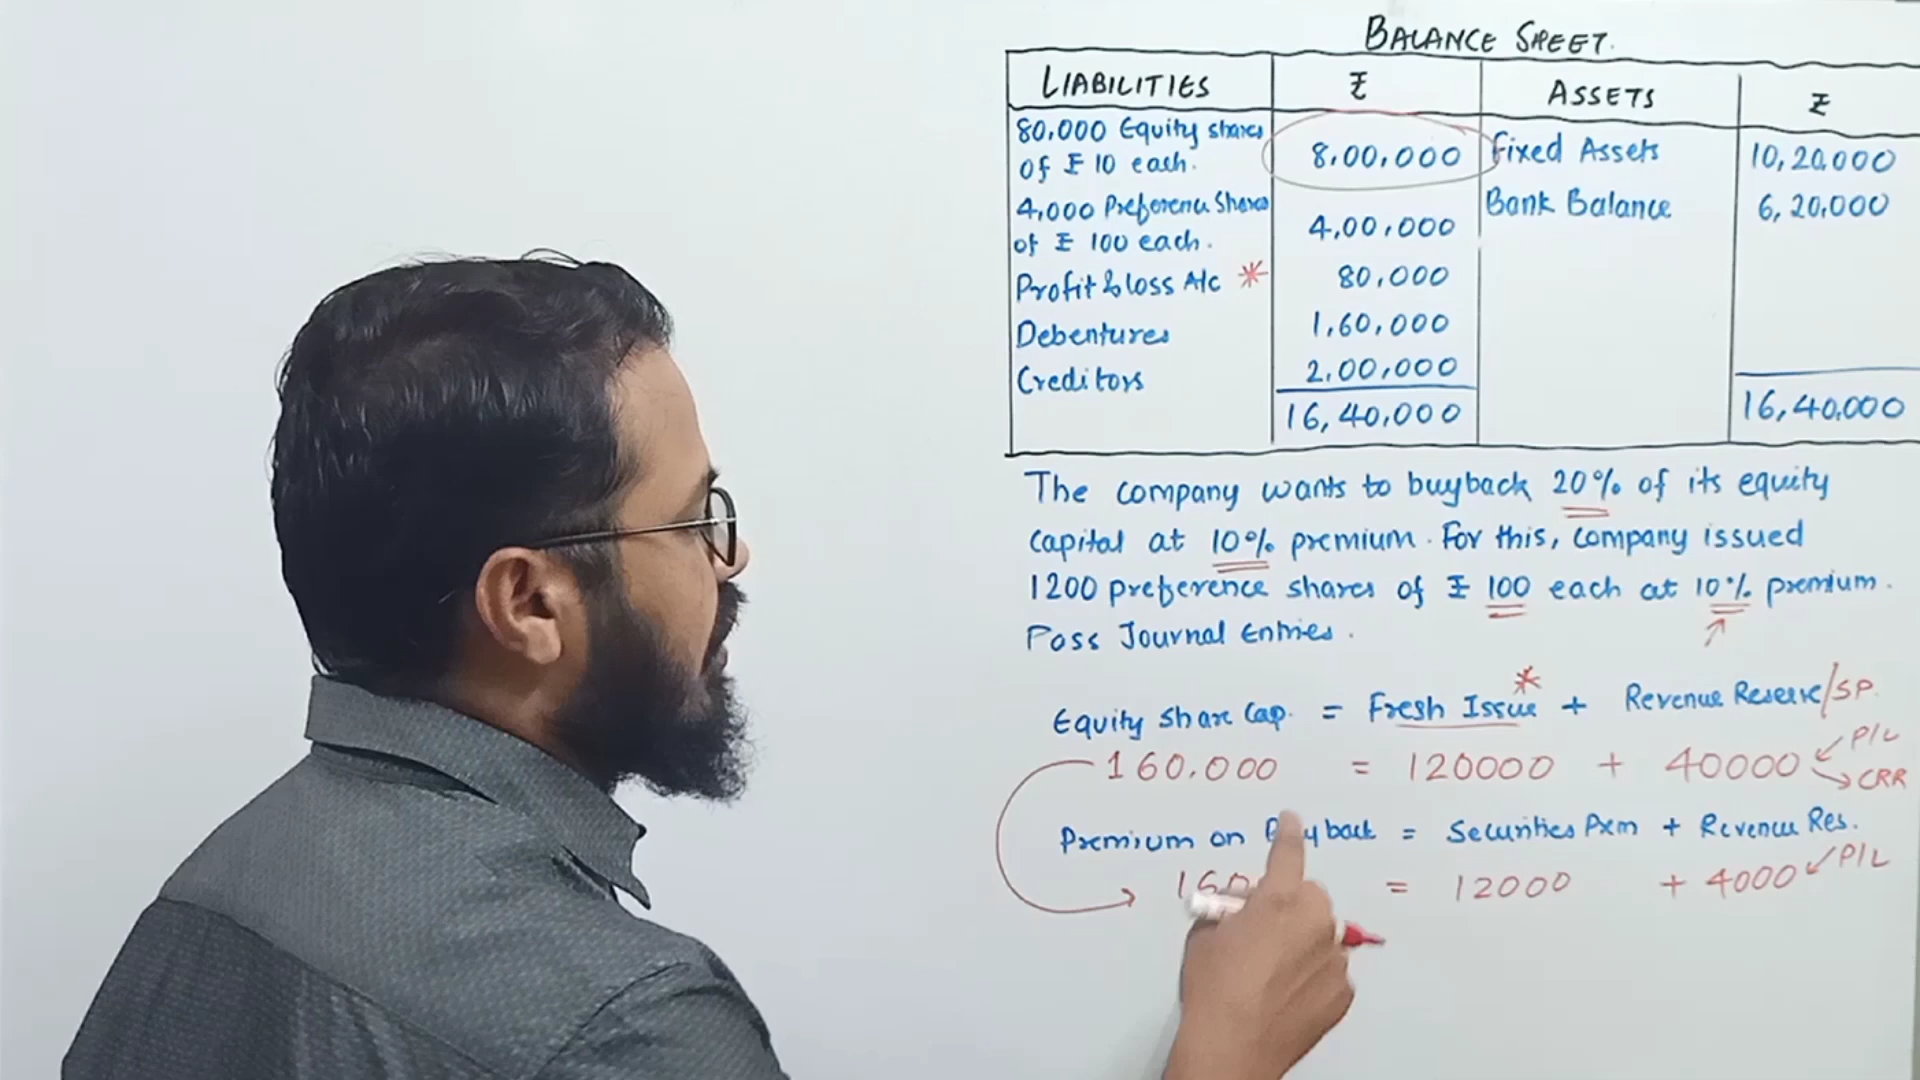 BALANCE SHEET.
LIABILITIES ₹ ASSETS ₹
80,000 Equity shares
of ₹ 10 each. 8,00,000 Fixed Assets 10,20,000
4,000 Preference Shares Bank Balance 6,20,000
of ₹ 100 each. 4,00,000
Profit & loss A/c * 80,000
Debentures 1,60,000
Creditors 2,00,000
16,40,000 16,40,000
The company wants to buyback 20% of its equity
capital at 10% premium. For this, company issued
1200 preference shares of ₹ 100 each at 10% premium.
Pass Journal Entries.
Equity Share Cap. = Fresh Issue * + Revenue Reserve/SP.
160,000 = 120000 + 40000 P/L
CRR
Premium on Buyback = Securities Prm + Revenue Res.
= 12000 + 4000 P/L